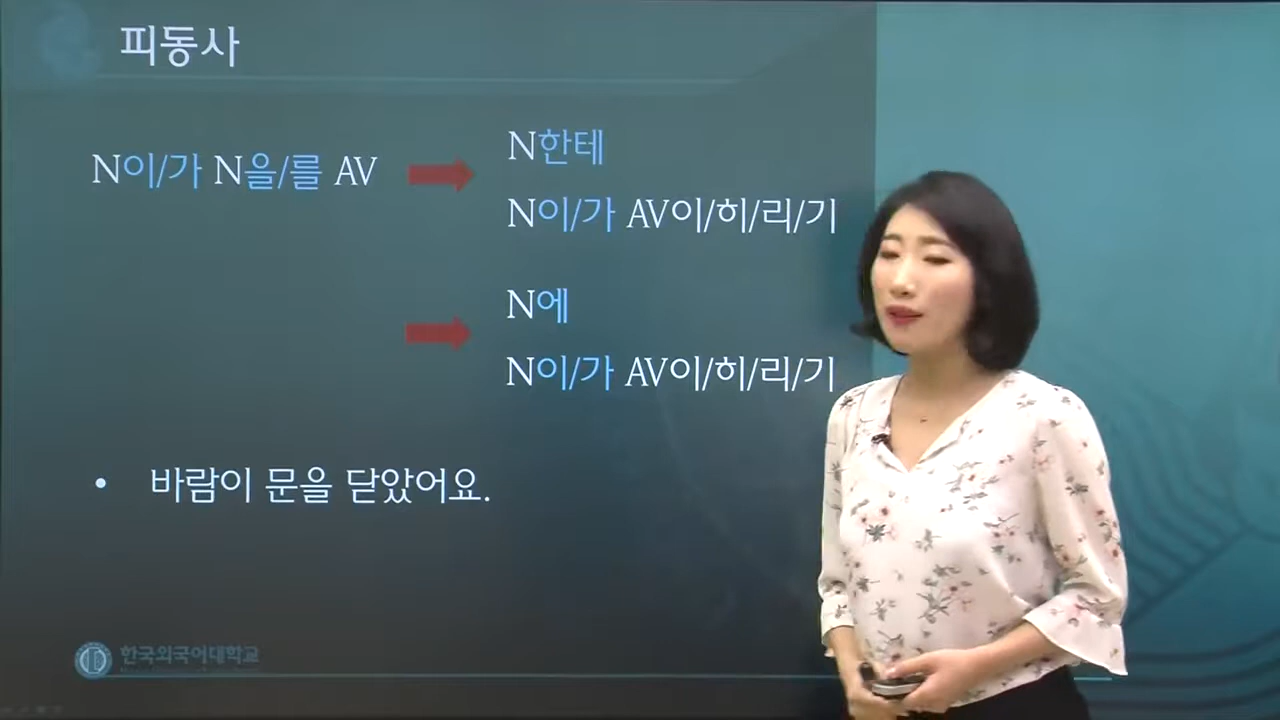 피동사
N이/가 N을/를 AV
N한테
N이/가 AV이/히/리/기
N에
N이/가 AV이/히/리/기
• 바람이 문을 닫았어요.
한국외국어대학교